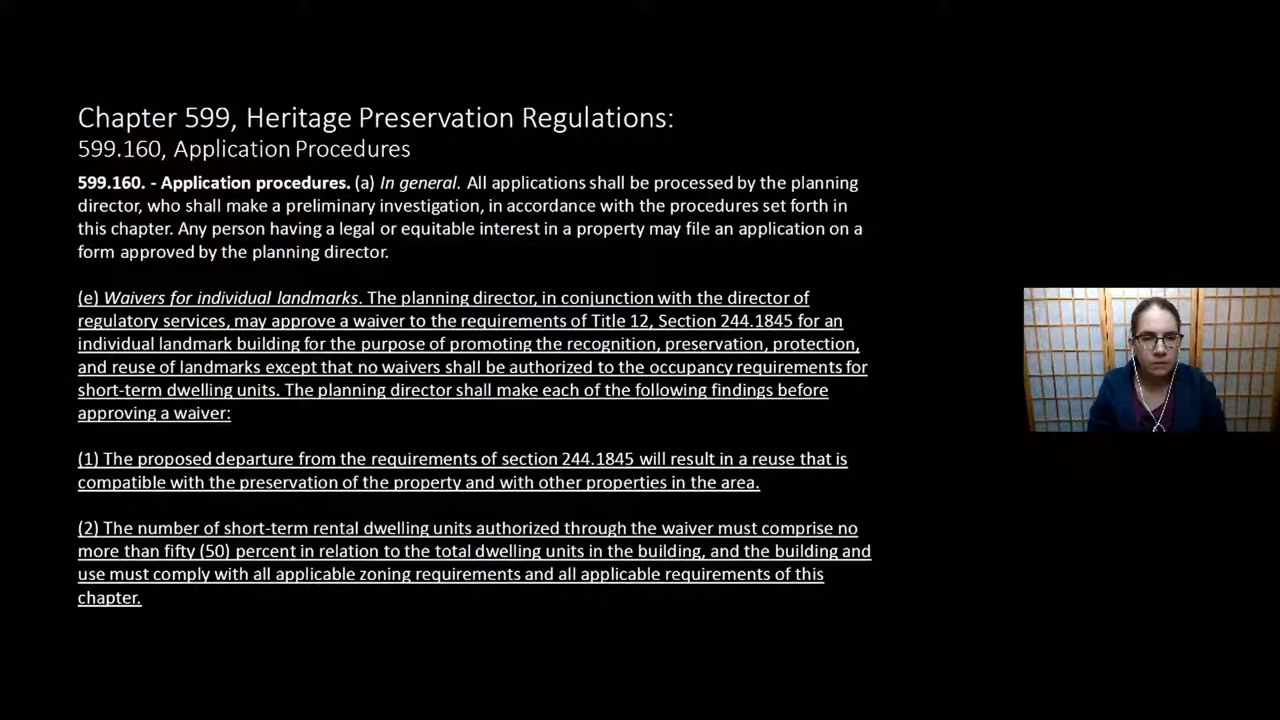 Chapter 599, Heritage Preservation Regulations:
599.160, Application Procedures
599.160. - Application procedures. (a) In general. All applications shall be processed by the planning
director, who shall make a preliminary investigation, in accordance with the procedures set forth in
this chapter. Any person having a legal or equitable interest in a property may file an application on a
form approved by the planning director.
(e) Waivers for individual landmarks. The planning director, in conjunction with the director of
regulatory services, may approve a waiver to the requirements of Title 12, Section 244.1845 for an
individual landmark building for the purpose of promoting the recognition, preservation, protection,
and reuse of landmarks except that no waivers shall be authorized to the occupancy requirements for
short-term dwelling units. The planning director shall make each of the following findings before
approving a waiver:
(1) The proposed departure from the requirements of section 244.1845 will result in a reuse that is
compatible with the preservation of the property and with other properties in the area.
(2) The number of short-term rental dwelling units authorized through the waiver must comprise no
more than fifty (50) percent in relation to the total dwelling units in the building, and the building and
use must comply with all applicable zoning requirements and all applicable requirements of this
chapter.